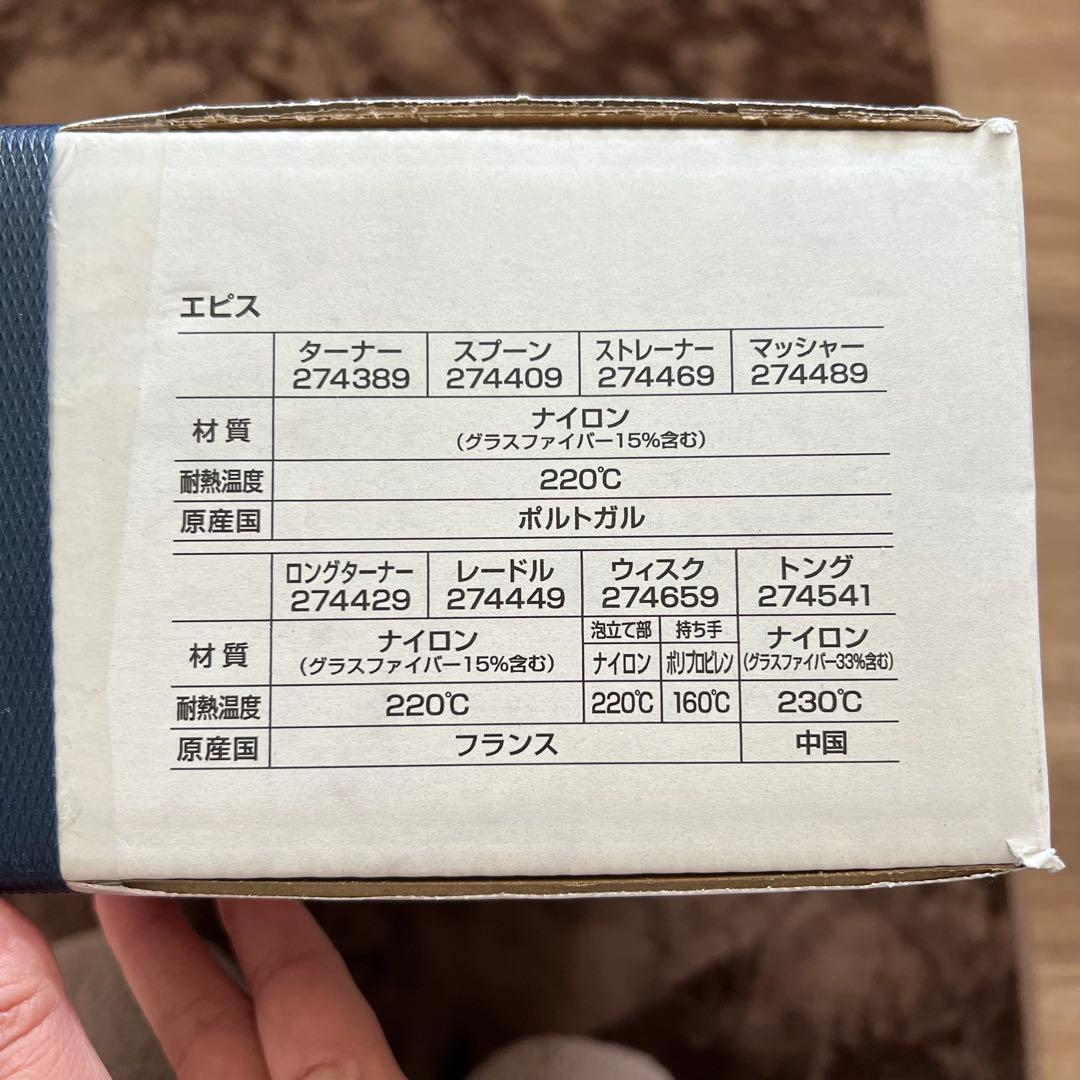 エピス
ターナー スプーン ストレーナー マッシャー
274389 274409 274469 274489
材質 ナイロン
(グラスファイバー15%含む)
耐熱温度 220℃
原産国 ポルトガル
ロングターナー レードル ウィスク トング
274429 274449 274659 274541
泡立て部 持ち手
材質 ナイロン ナイロン ポリプロピレン ナイロン
(グラスファイバー15%含む) (グラスファイバー33%含む)
耐熱温度 220℃ 220℃ 160℃ 230℃
原産国 フランス 中国